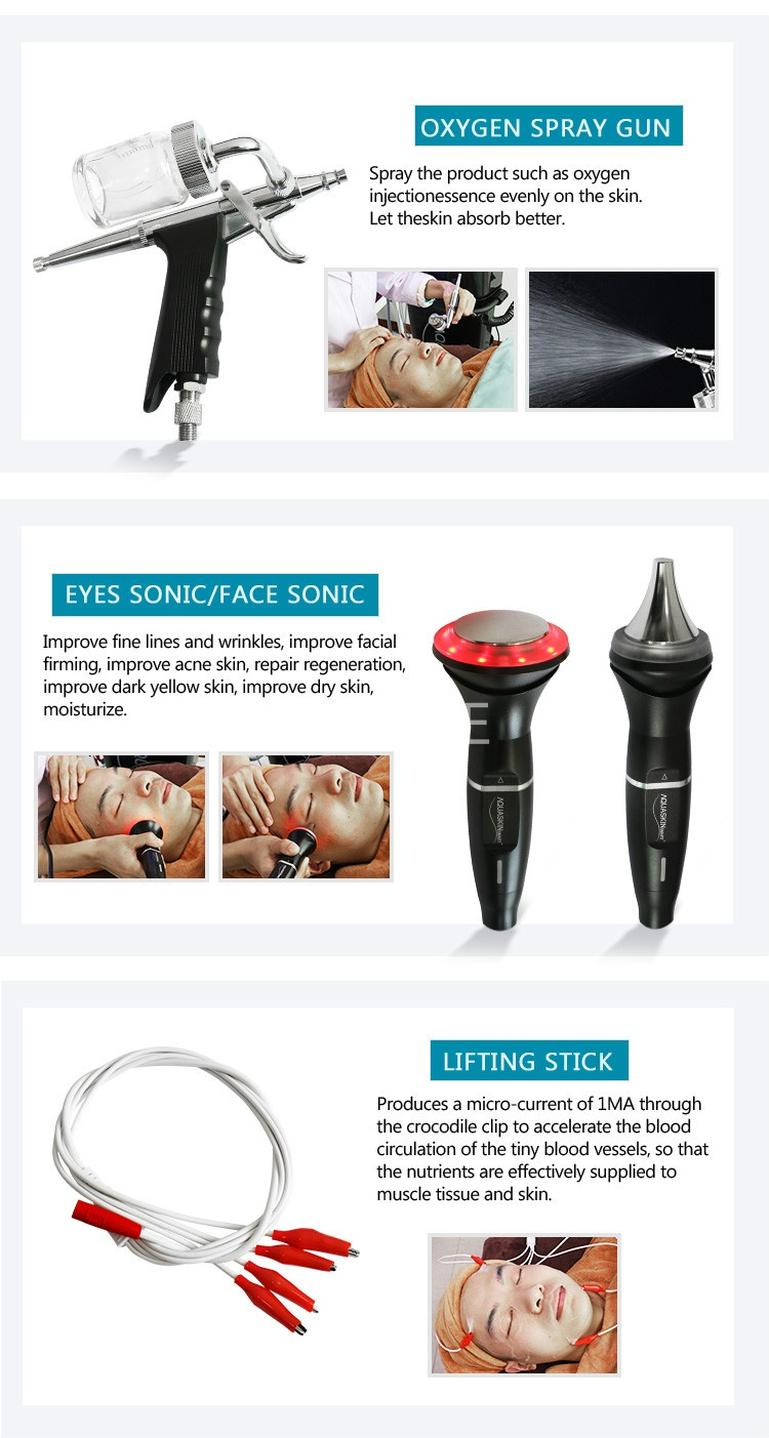 OXYGEN SPRAY GUN
Spray the product such as oxygen
injectionessence evenly on the skin.
Let theskin absorb better.
EYES SONIC/FACE SONIC
Improve fine lines and wrinkles, improve facial
firming, improve acne skin, repair regeneration,
improve dark yellow skin, improve dry skin,
moisturize.
E
AQUASKIN
AQUASKIN
LIFTING STICK
Produces a micro-current of 1MA through
the crocodile clip to accelerate the blood
circulation of the tiny blood vessels, so that
the nutrients are effectively supplied to
muscle tissue and skin.